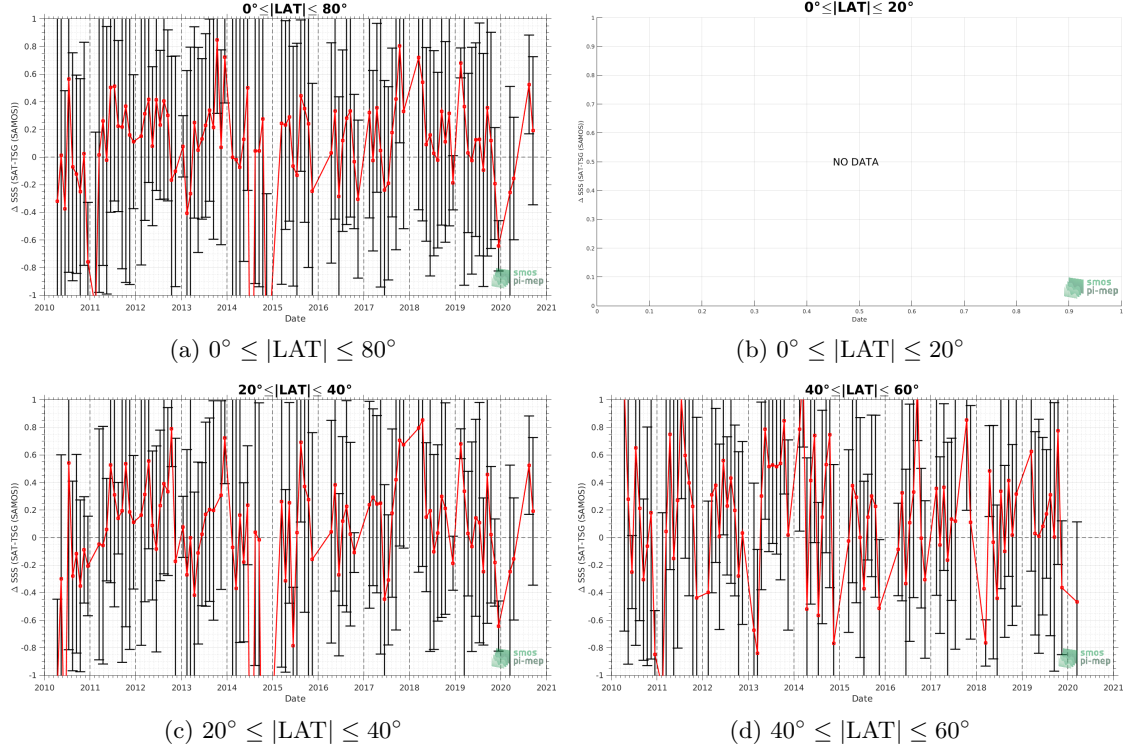 0°≤|LAT|≤ 80°
Δ SSS (SAT-TSG (SAMOS))
1
0.8
0.6
0.4
0.2
0
-0.2
-0.4
-0.6
-0.8
-1
2010 2011 2012 2013 2014 2015 2016 2017 2018 2019 2020 2021
Date
smos
pi-mep
(a) 0° ≤ |LAT| ≤ 80°
0°≤|LAT|≤ 20°
Δ SSS (SAT-TSG (SAMOS))
1
0.9
0.8
0.7
0.6
0.5
0.4
0.3
0.2
0.1
0
NO DATA
0 0.1 0.2 0.3 0.4 0.5 0.6 0.7 0.8 0.9 1
Date
smos
pi-mep
(b) 0° ≤ |LAT| ≤ 20°
20°≤|LAT|≤ 40°
Δ SSS (SAT-TSG (SAMOS))
1
0.8
0.6
0.4
0.2
0
-0.2
-0.4
-0.6
-0.8
-1
2010 2011 2012 2013 2014 2015 2016 2017 2018 2019 2020 2021
Date
smos
pi-mep
(c) 20° ≤ |LAT| ≤ 40°
40°≤|LAT|≤ 60°
Δ SSS (SAT-TSG (SAMOS))
1
0.8
0.6
0.4
0.2
0
-0.2
-0.4
-0.6
-0.8
-1
2010 2011 2012 2013 2014 2015 2016 2017 2018 2019 2020 2021
Date
smos
pi-mep
(d) 40° ≤ |LAT| ≤ 60°